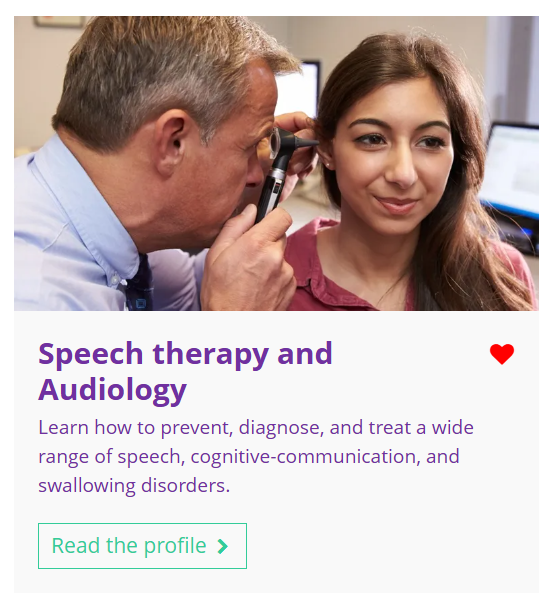 Speech therapy and
Audiology
Learn how to prevent, diagnose, and treat a wide
range of speech, cognitive-communication, and
swallowing disorders.
Read the profile